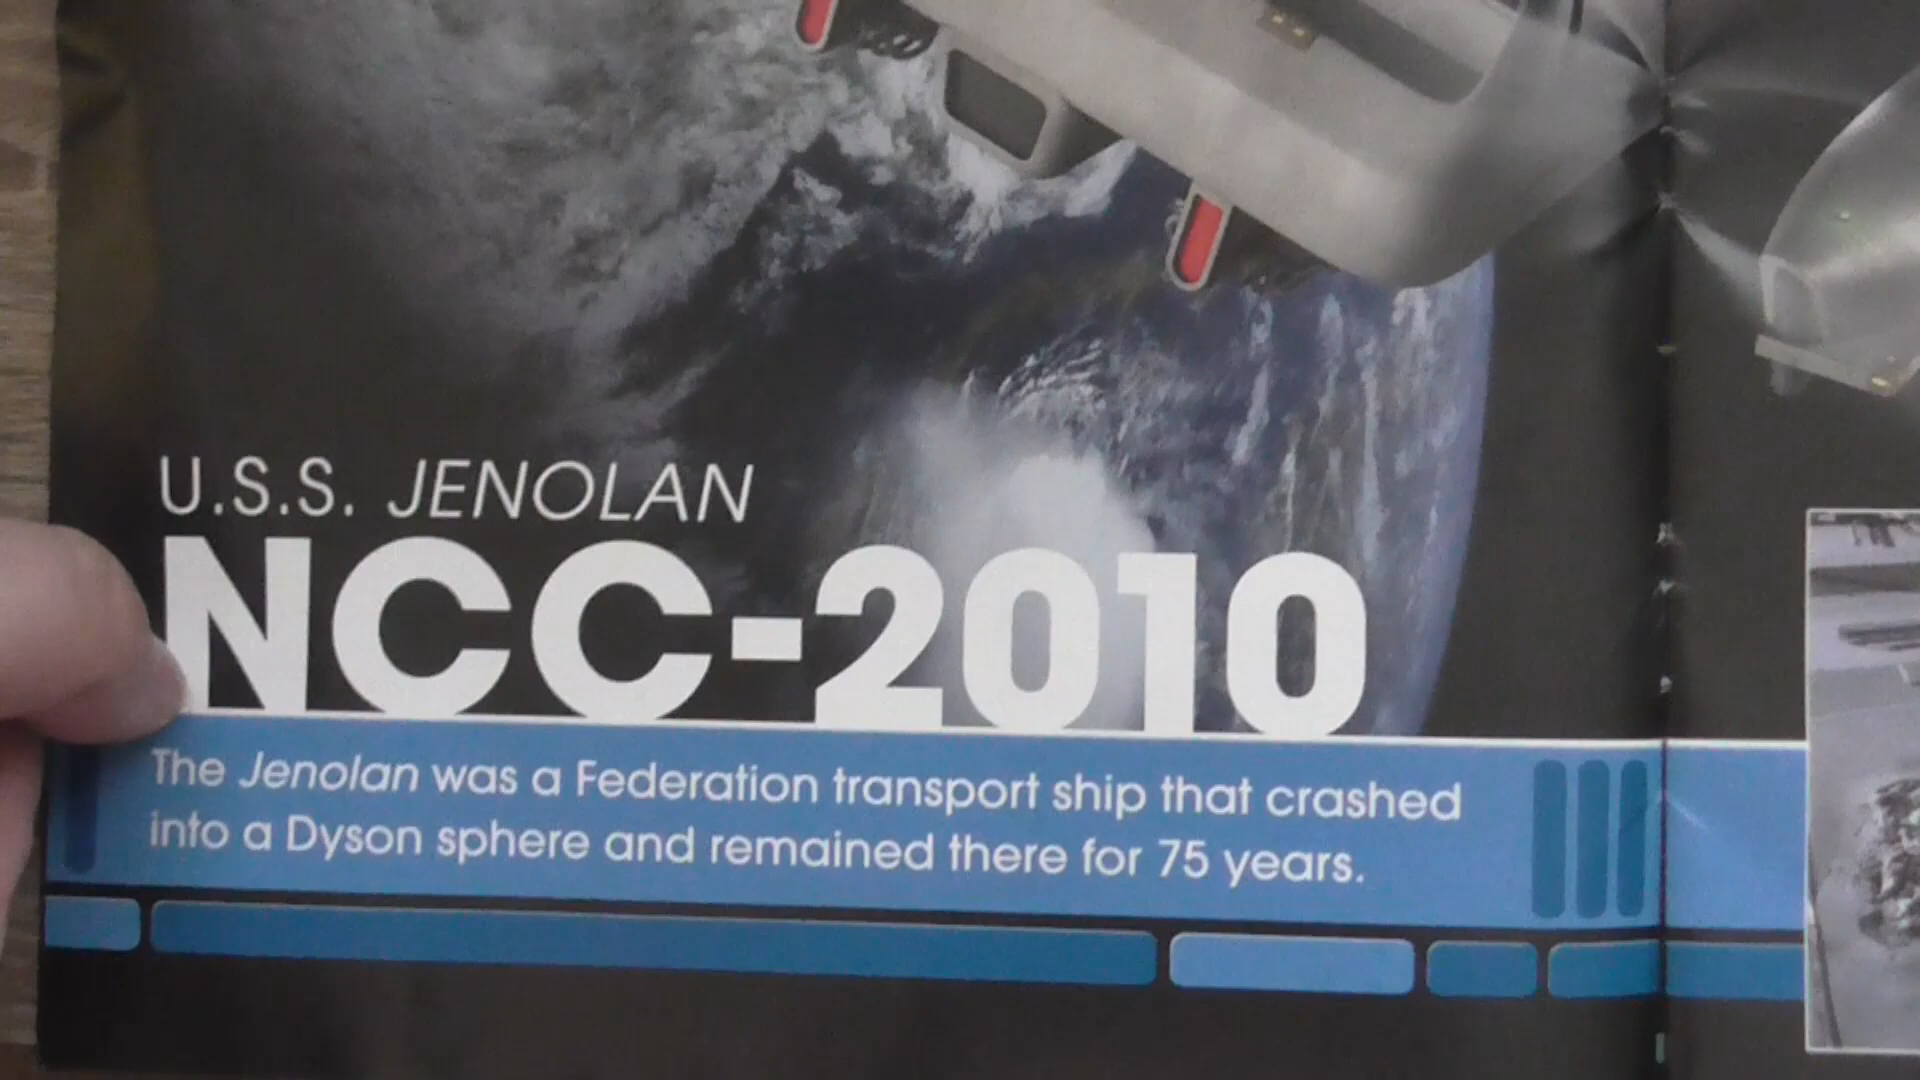 U.S.S. JENOLAN
NCC-2010
The Jenolan was a Federation transport ship that crashed
into a Dyson sphere and remained there for 75 years.